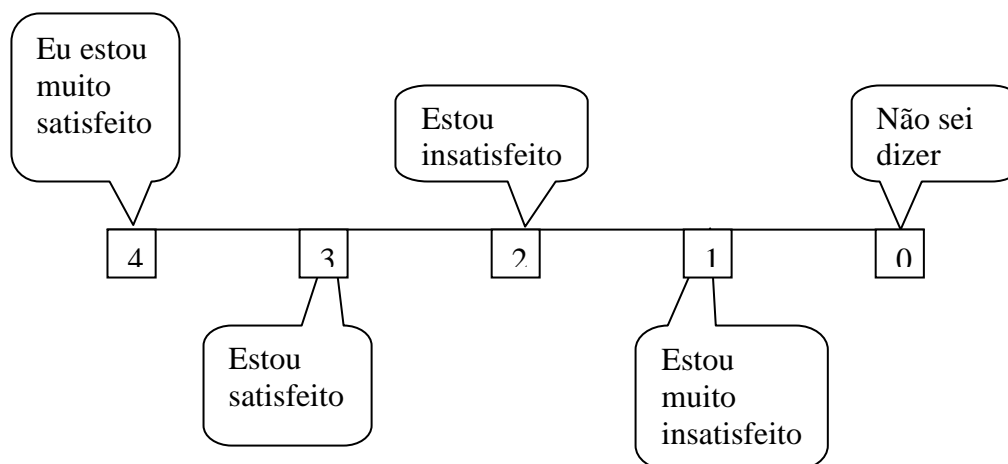 Eu estou
muito
satisfeito
Estou
insatisfeito
Não sei
dizer
4
3
2
1
0
Estou
satisfeito
Estou
muito
insatisfeito